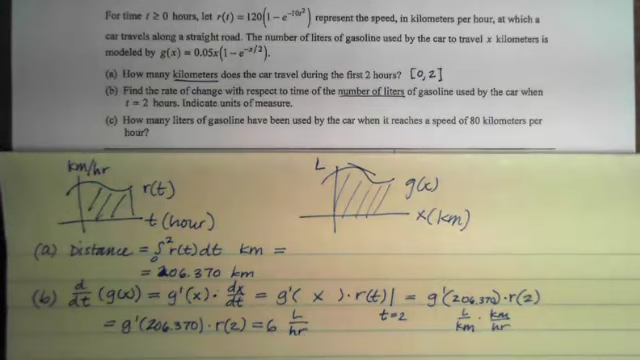 For time t ≥ 0 hours, let r(t) = 120(1 − e^{−10t²}) represent the speed, in kilometers per hour, at which a
car travels along a straight road. The number of liters of gasoline used by the car to travel x kilometers is
modeled by g(x) = 0.05x(1 − e^{−x/2}).
(a) How many kilometers does the car travel during the first 2 hours? [0,2]
(b) Find the rate of change with respect to time of the number of liters of gasoline used by the car when
t = 2 hours. Indicate units of measure.
(c) How many liters of gasoline have been used by the car when it reaches a speed of 80 kilometers per
hour?
km/hr
r(t)
t (hour)
L
g(x)
x (km)
(a) Distance = ∫₀² r(t) dt km =
= 206.370 km
(b) d/dt (g(x)) = g'(x) · dx/dt = g'( x ) · r(t)| t=2 = g'(206.370) · r(2)
L/km · km/hr
= g'(206.370) · r(2) = 6 L/hr